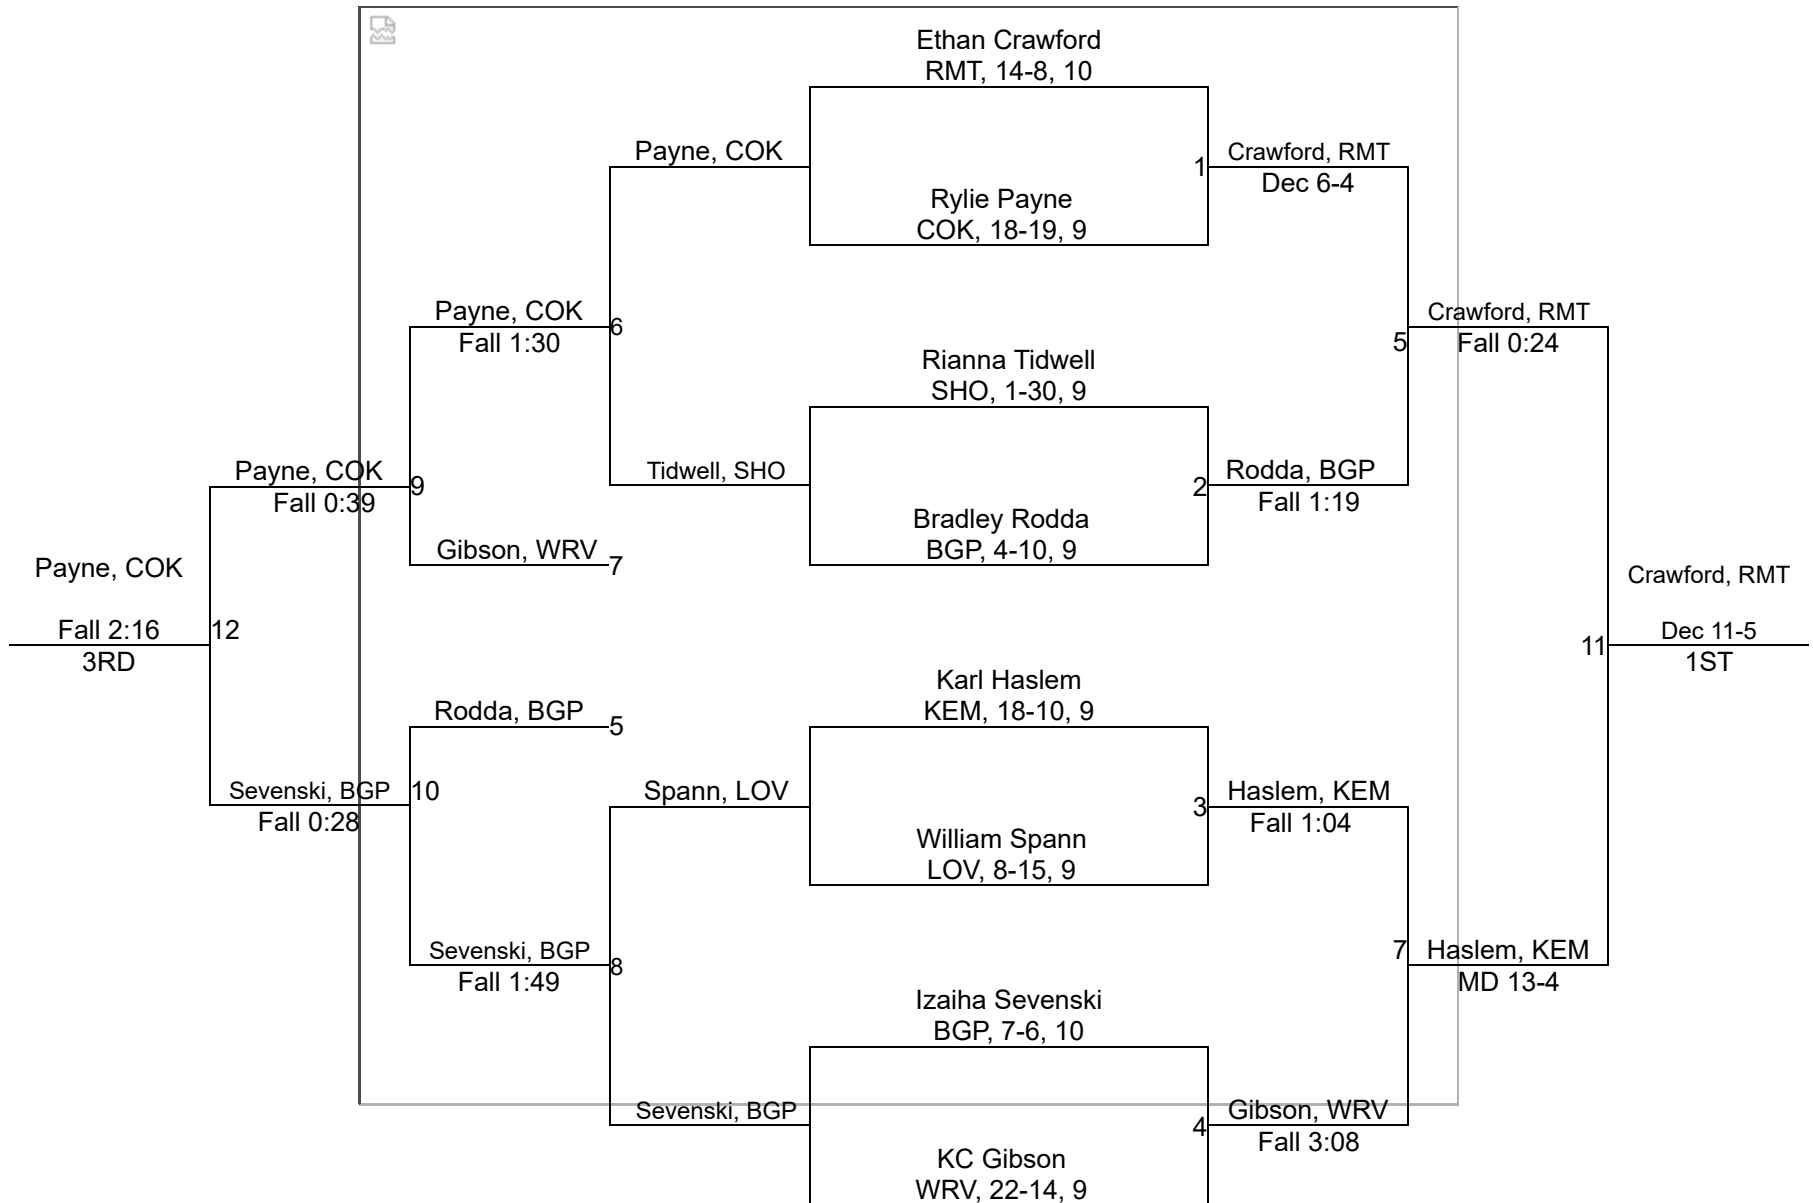 Ethan Crawford
RMT, 14-8, 10
Payne, COK
1
Crawford, RMT
Dec 6-4
Rylie Payne
COK, 18-19, 9
Payne, COK
Fall 1:30
6
Crawford, RMT
Fall 0:24
5
Rianna Tidwell
SHO, 1-30, 9
Payne, COK
Fall 0:39
9
Tidwell, SHO
2
Rodda, BGP
Fall 1:19
Bradley Rodda
BGP, 4-10, 9
Gibson, WRV
7
Payne, COK
Fall 2:16
3RD
12
Crawford, RMT
11
Dec 11-5
1ST
Karl Haslem
KEM, 18-10, 9
Rodda, BGP
5
Sevenski, BGP
Fall 0:28
10
Spann, LOV
3
Haslem, KEM
Fall 1:04
William Spann
LOV, 8-15, 9
Sevenski, BGP
Fall 1:49
8
7
Haslem, KEM
MD 13-4
Izaiha Sevenski
BGP, 7-6, 10
Sevenski, BGP
4
Gibson, WRV
Fall 3:08
KC Gibson
WRV, 22-14, 9